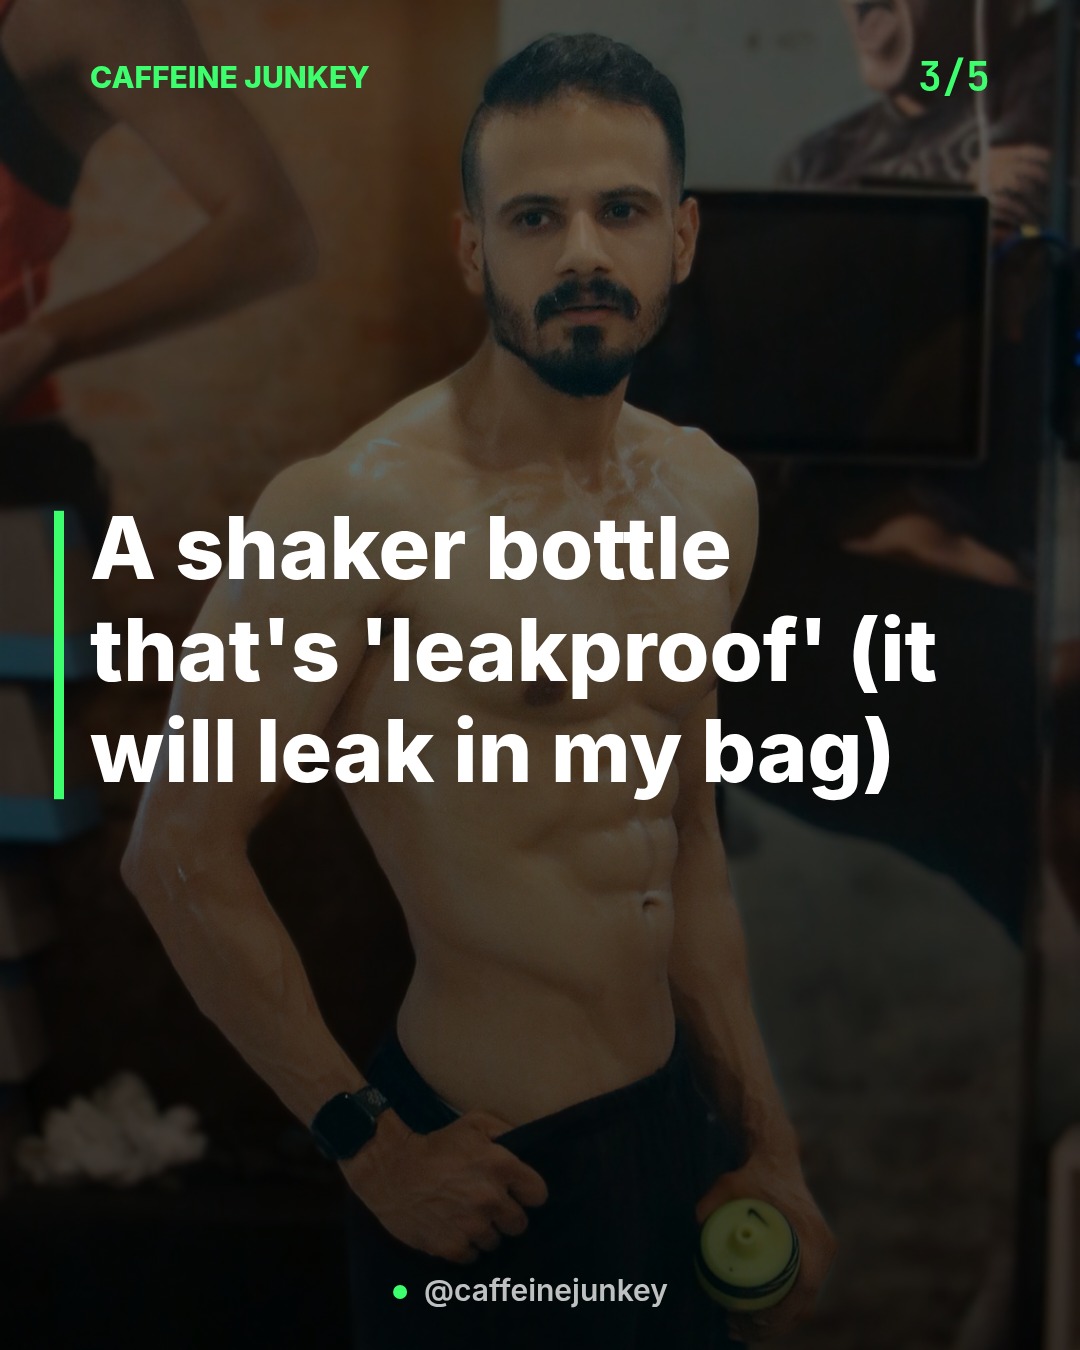 CAFFEINE JUNKEY
3/5
A shaker bottle
that's 'leakproof' (it
will leak in my bag)
@caffeinejunkey